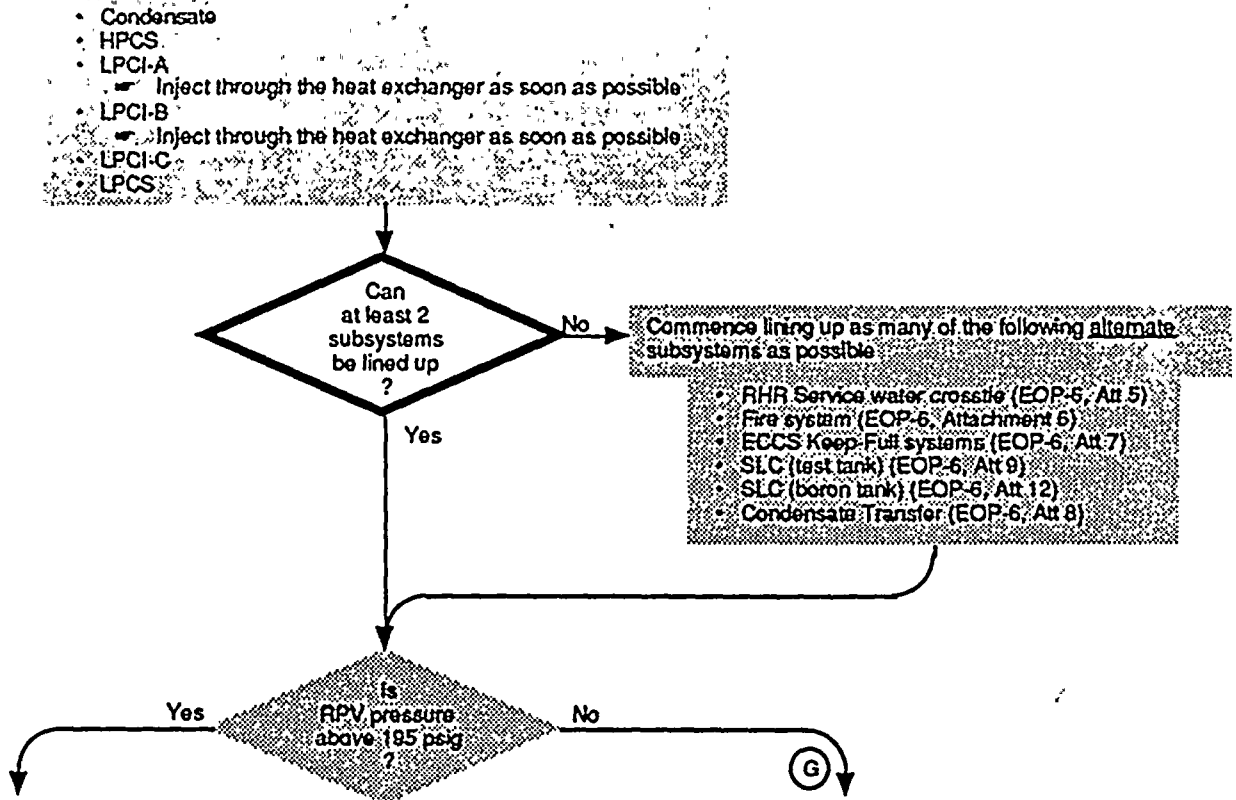 • Condensate
• HPCS
• LPCI-A
☛ Inject through the heat exchanger as soon as possible
• LPCI-B
☛ Inject through the heat exchanger as soon as possible
• LPCI-C
• LPCS
Can
at least 2
subsystems
be lined up
?
No
Yes
Commence lining up as many of the following alternate
subsystems as possible
• RHR Service water crosstie (EOP-6, Att 5)
• Fire system (EOP-6, Attachment 6)
• ECCS Keep-Full systems (EOP-6, Att 7)
• SLC (test tank) (EOP-6, Att 9)
• SLC (boron tank) (EOP-6, Att 12)
• Condensate Transfer (EOP-6, Att 8)
Is
RPV pressure
above 195 psig
?
Yes
No
G